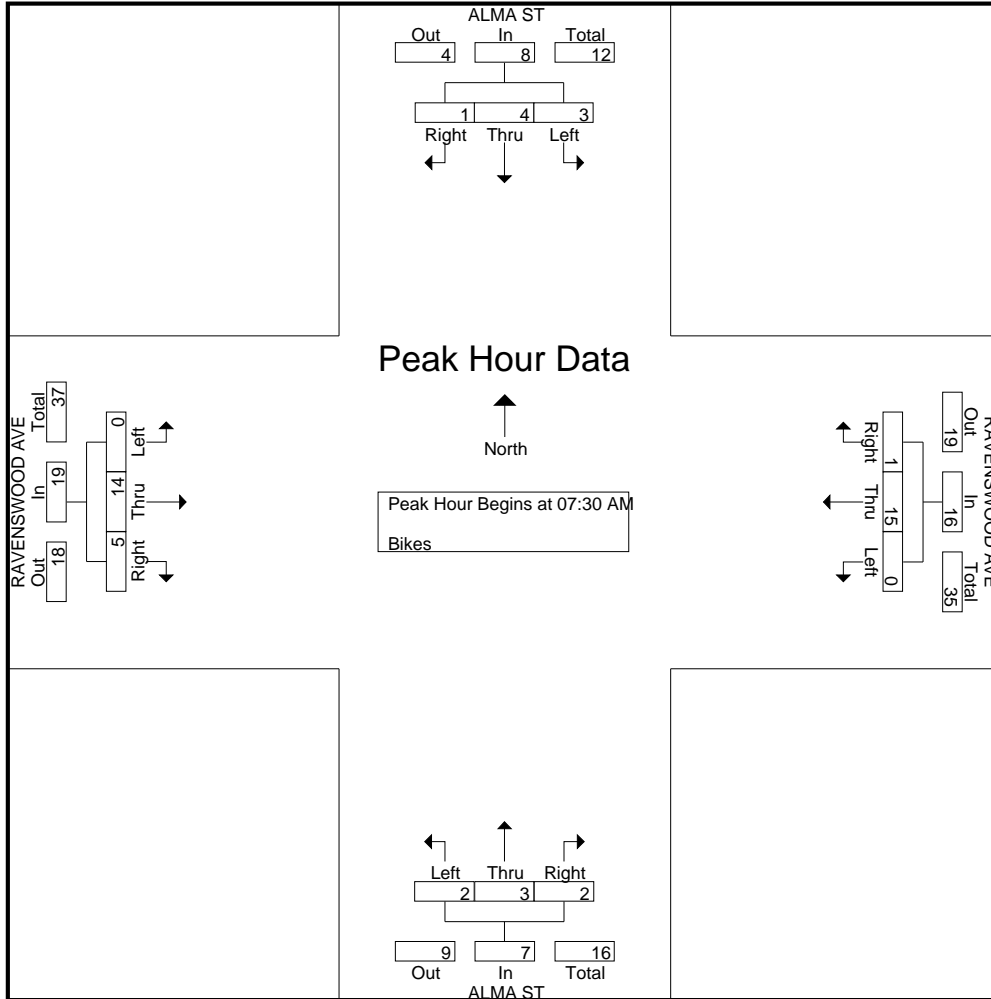 ALMA ST
Out In Total
4 8 12
1 4 3
Right Thru Left
Peak Hour Data
North
Peak Hour Begins at 07:30 AM
Bikes
RAVENSWOOD AVE
Total In Out
37 19 18
0 14 5
Left Thru Right
RAVENSWOOD AVE
Out In Total
19 16 35
1 15 0
Right Thru Left
Left Thru Right
2 3 2
9 7 16
Out In Total
ALMA ST